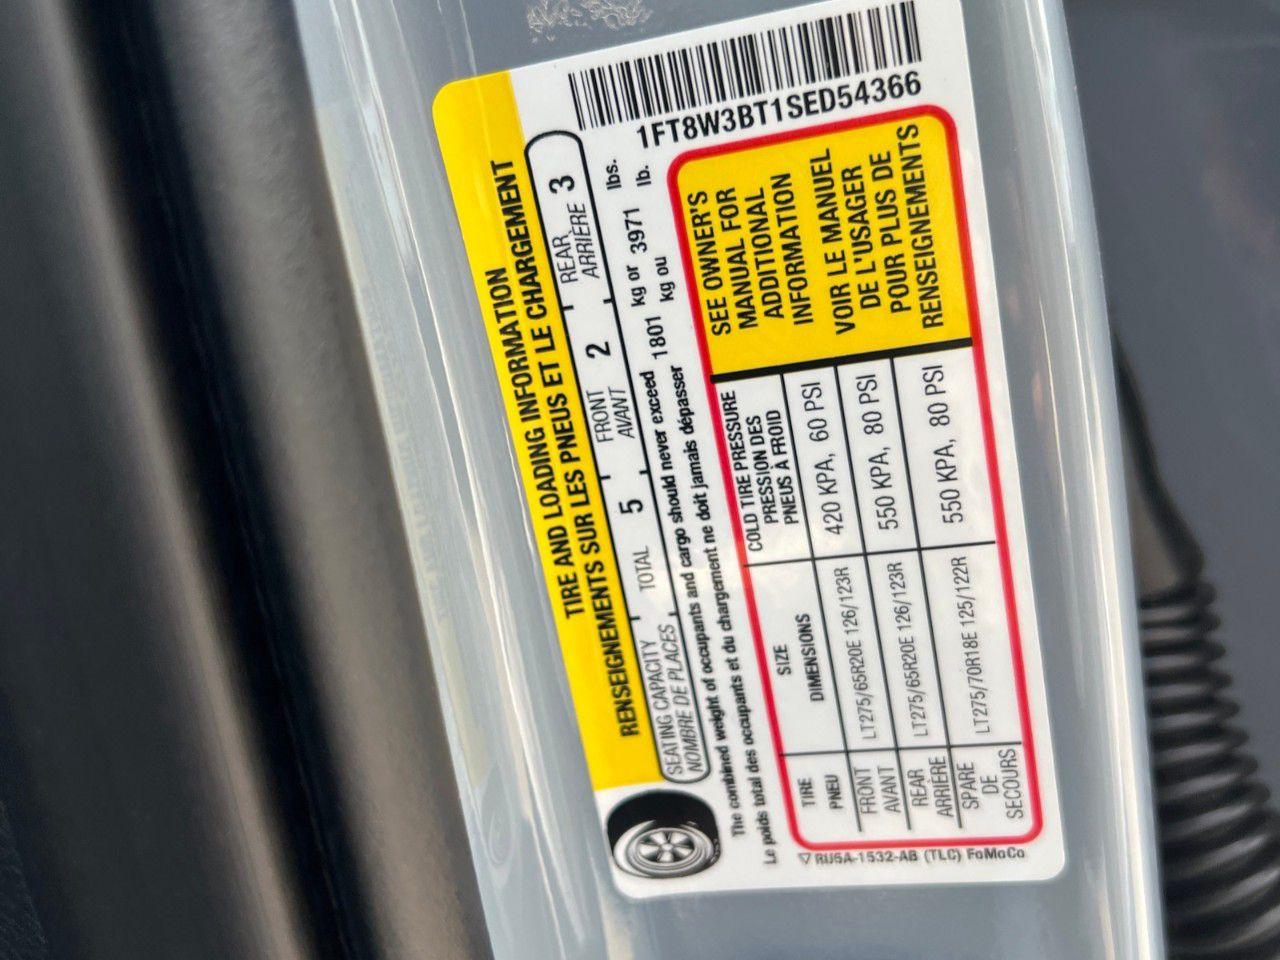 1FT8W3BT1SED54366
TIRE AND LOADING INFORMATION
RENSEIGNEMENTS SUR LES PNEUS ET LE CHARGEMENT
SEATING CAPACITY
NOMBRE DE PLACES
TOTAL 5
FRONT
AVANT
2
REAR
ARRIÈRE
3
The combined weight of occupants and cargo should never exceed 1801 kg or 3971 lbs.
Le poids total des occupants et du chargement ne doit jamais dépasser kg ou lb.
TIRE
PNEU
SIZE
DIMENSIONS
COLD TIRE PRESSURE
PRESSION DES
PNEUS À FROID
FRONT
AVANT
LT275/65R20E 126/123R
420 KPA, 60 PSI
REAR
ARRIÈRE
LT275/65R20E 126/123R
550 KPA, 80 PSI
SPARE
DE
SECOURS
LT275/70R18E 125/122R
550 KPA, 80 PSI
SEE OWNER'S
MANUAL FOR
ADDITIONAL
INFORMATION
VOIR LE MANUEL
DE L'USAGER
POUR PLUS DE
RENSEIGNEMENTS
▽ RU5A-1532-AB (TLC) FoMoCo